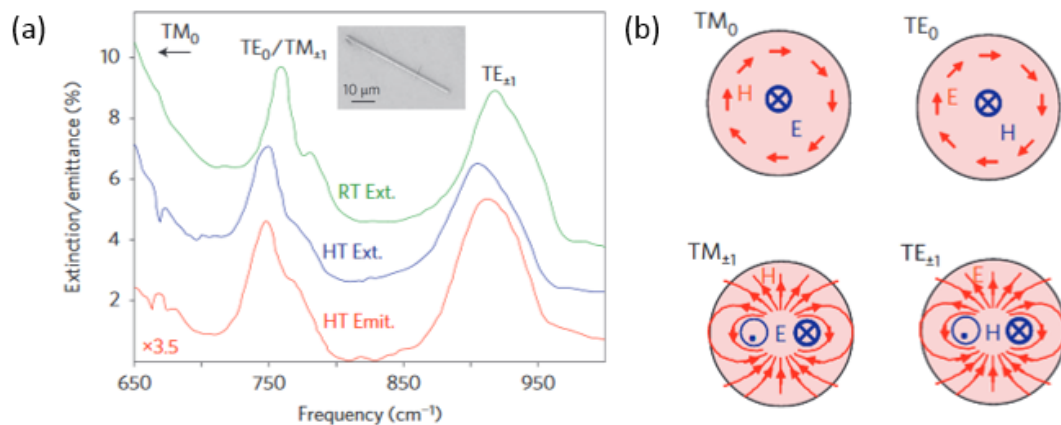 (a)
Extinction/emittance (%)
10
8
6
4
2
TM0
TE0/TM±1
TE±1
10 μm
RT Ext.
HT Ext.
HT Emit.
×3.5
650
750
850
950
Frequency (cm⁻¹)
(b)
TM0
H
E
TE0
E
H
TM±1
H
E
TE±1
E
H